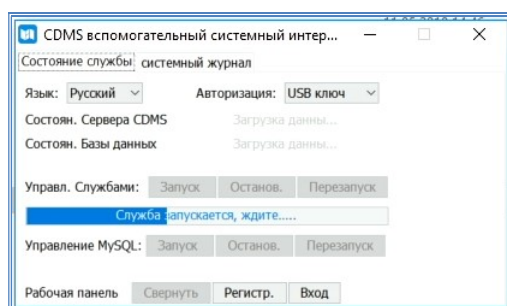 CDMS вспомогательный системный интер...
Состояние службы системный журнал
Язык: Русский Авторизация: USB ключ
Состоян. Сервера CDMS Загрузка данны...
Состоян. Базы данных Загрузка данны...
Управл. Службами: Запуск Останов. Перезапуск
Служба запускается, ждите.....
Управление MySQL: Запуск Останов. Перезапуск
Рабочая панель Свернуть Регистр. Вход